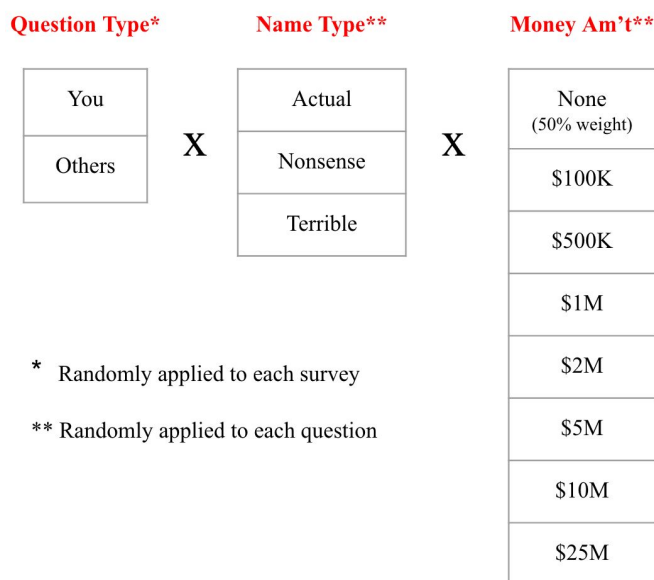 Question Type* Name Type** Money Am't**
You
Others
X
Actual
Nonsense
Terrible
X
None
(50% weight)
$100K
$500K
$1M
$2M
$5M
$10M
$25M
* Randomly applied to each survey
** Randomly applied to each question